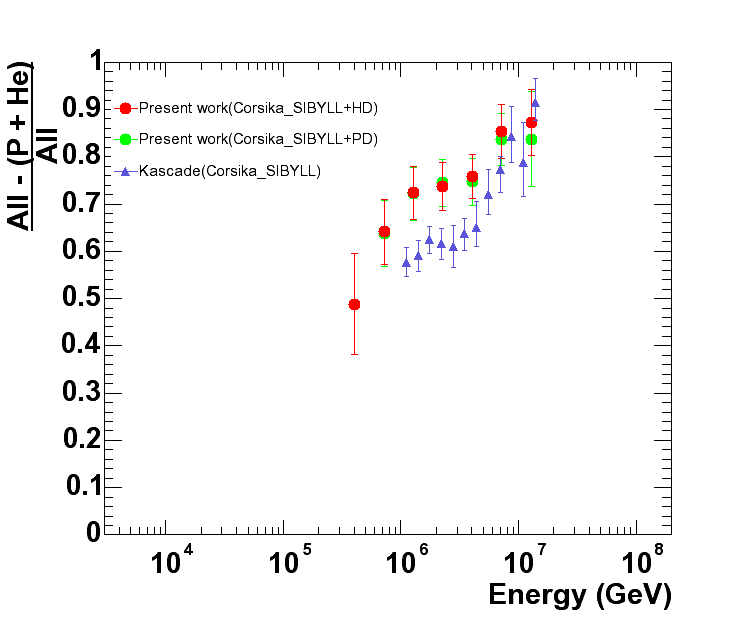 All - (P + He)
All
1
0.9
0.8
0.7
0.6
0.5
0.4
0.3
0.2
0.1
0
Present work(Corsika_SIBYLL+HD)
Present work(Corsika_SIBYLL+PD)
Kascade(Corsika_SIBYLL)
10^4 10^5 10^6 10^7 10^8
Energy (GeV)